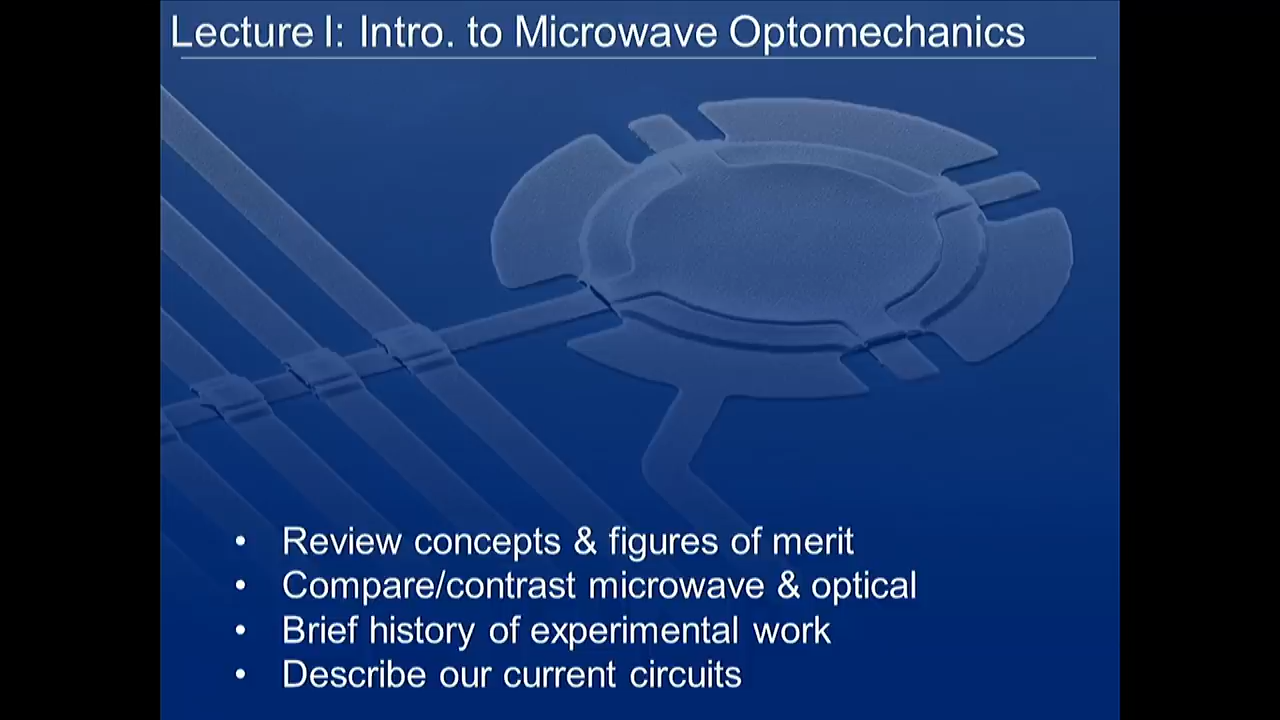 Lecture I: Intro. to Microwave Optomechanics
• Review concepts & figures of merit
• Compare/contrast microwave & optical
• Brief history of experimental work
• Describe our current circuits